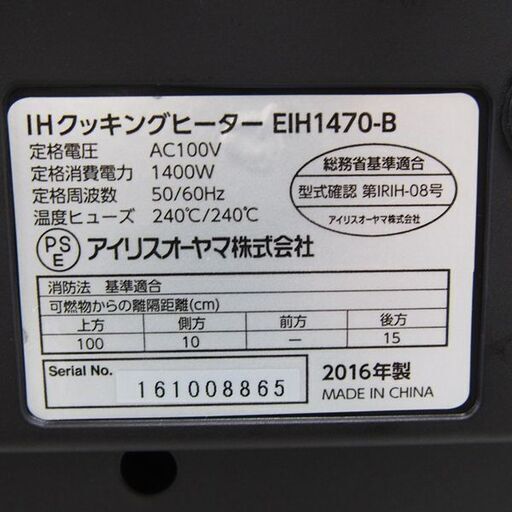 IHクッキングヒーター EIH1470-B
定格電圧 AC100V
定格消費電力 1400W
定格周波数 50/60Hz
温度ヒューズ 240℃/240℃
総務省基準適合
型式確認 第IRIH-08号
アイリスオーヤマ株式会社
PS
E
アイリスオーヤマ株式会社
消防法 基準適合
可燃物からの離隔距離(cm)
上方 側方 前方 後方
100 10 — 15
Serial No. 161008865
2016年製
MADE IN CHINA